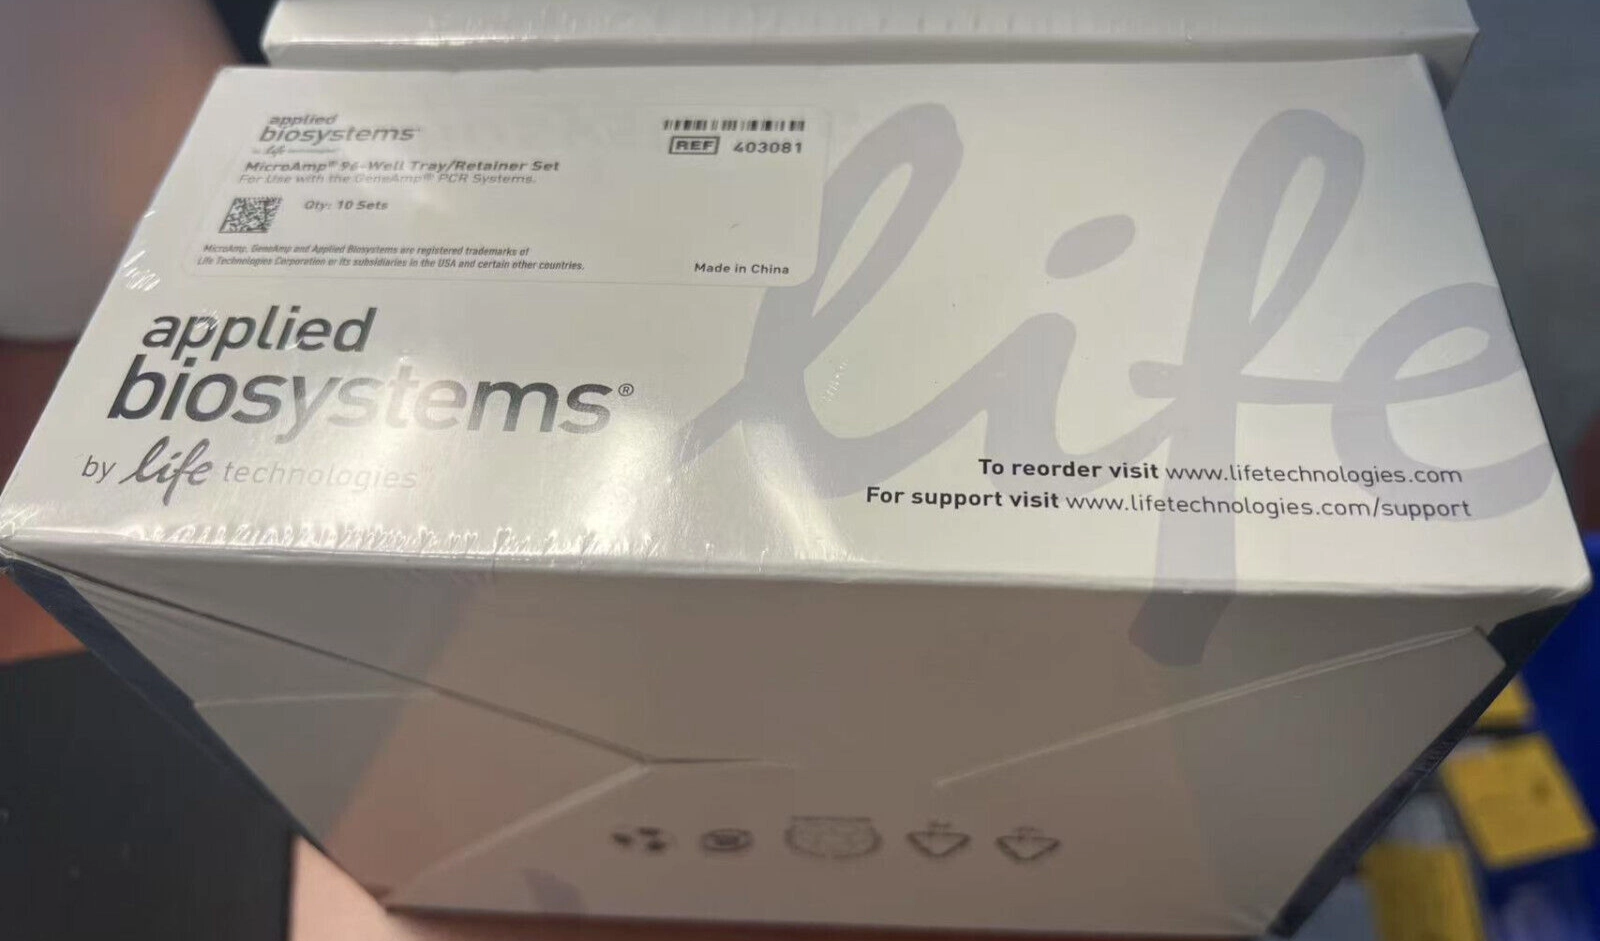 applied
biosystems
by life technologies
REF 403081
MicroAmp® 96-Well Tray/Retainer Set
For Use with the GeneAmp® PCR Systems.
Qty: 10 Sets
MicroAmp, GeneAmp and Applied Biosystems are registered trademarks of
Life Technologies Corporation or its subsidiaries in the USA and certain other countries.
Made in China
life
applied
biosystems®
by life technologies™
To reorder visit www.lifetechnologies.com
For support visit www.lifetechnologies.com/support